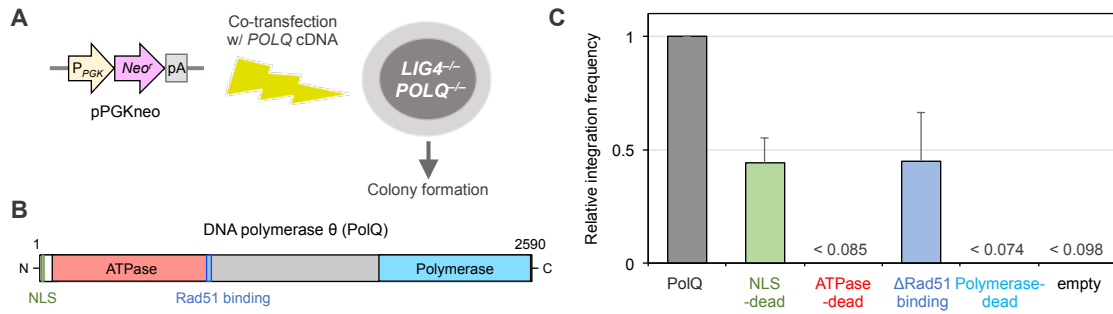 A
Co-transfection
w/ POLQ cDNA
P_PGK Neo^r pA
pPGKneo
LIG4^–/–
POLQ^–/–
Colony formation
B
DNA polymerase θ (PolQ)
1 2590
N ATPase Polymerase C
NLS Rad51 binding
C
Relative integration frequency
1
0.5
0
< 0.085 < 0.074 < 0.098
PolQ NLS ATPase ΔRad51 Polymerase- empty
-dead -dead binding dead